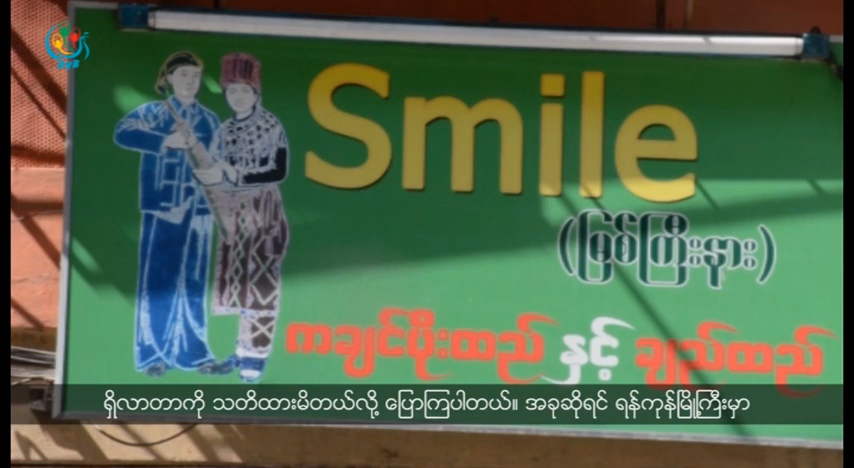 Smile
(မြစ်ကြီးနား)
ကချင်ပိုးထည် နှင့် ချည်ထည်
ရှိလာတာကို သတိထားမိတယ်လို့ ပြောကြပါတယ်။ အခုဆိုရင် ရန်ကုန်မြို့ကြီးမှာ